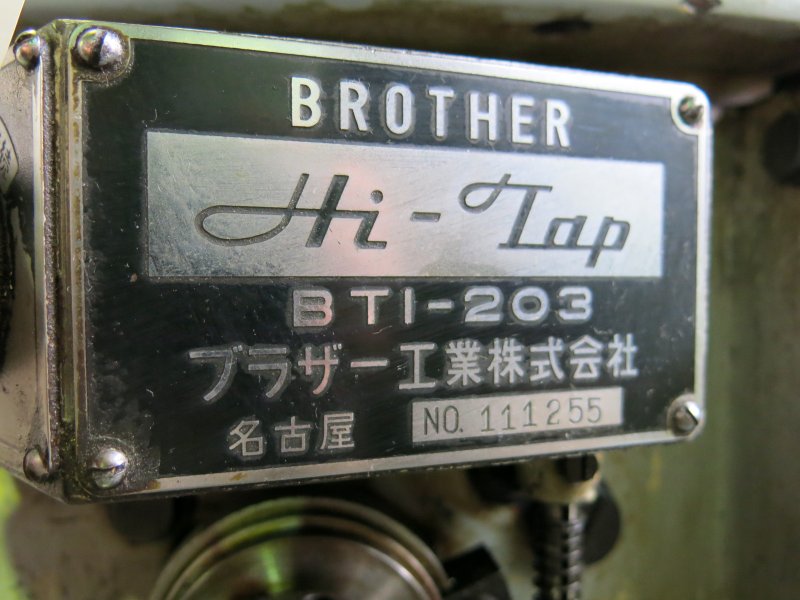 BROTHER
Hi-Tap
BT1-203
ブラザー工業株式会社
名古屋 NO. 111255